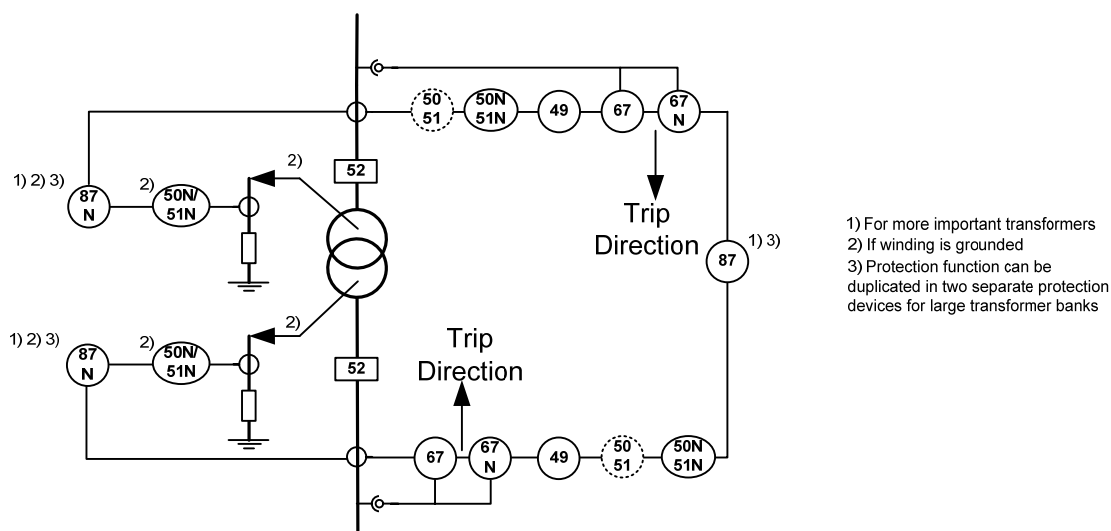 50
51
50N
51N
49
67
67
N
2)
52
1) 2) 3)
87
N
2)
50N/
51N
Trip
Direction
87
1) 3)
1) For more important transformers
2) If winding is grounded
3) Protection function can be
duplicated in two separate protection
devices for large transformer banks
2)
1) 2) 3)
87
N
2)
50N/
51N
52
Trip
Direction
67
67
N
49
50
51
50N
51N